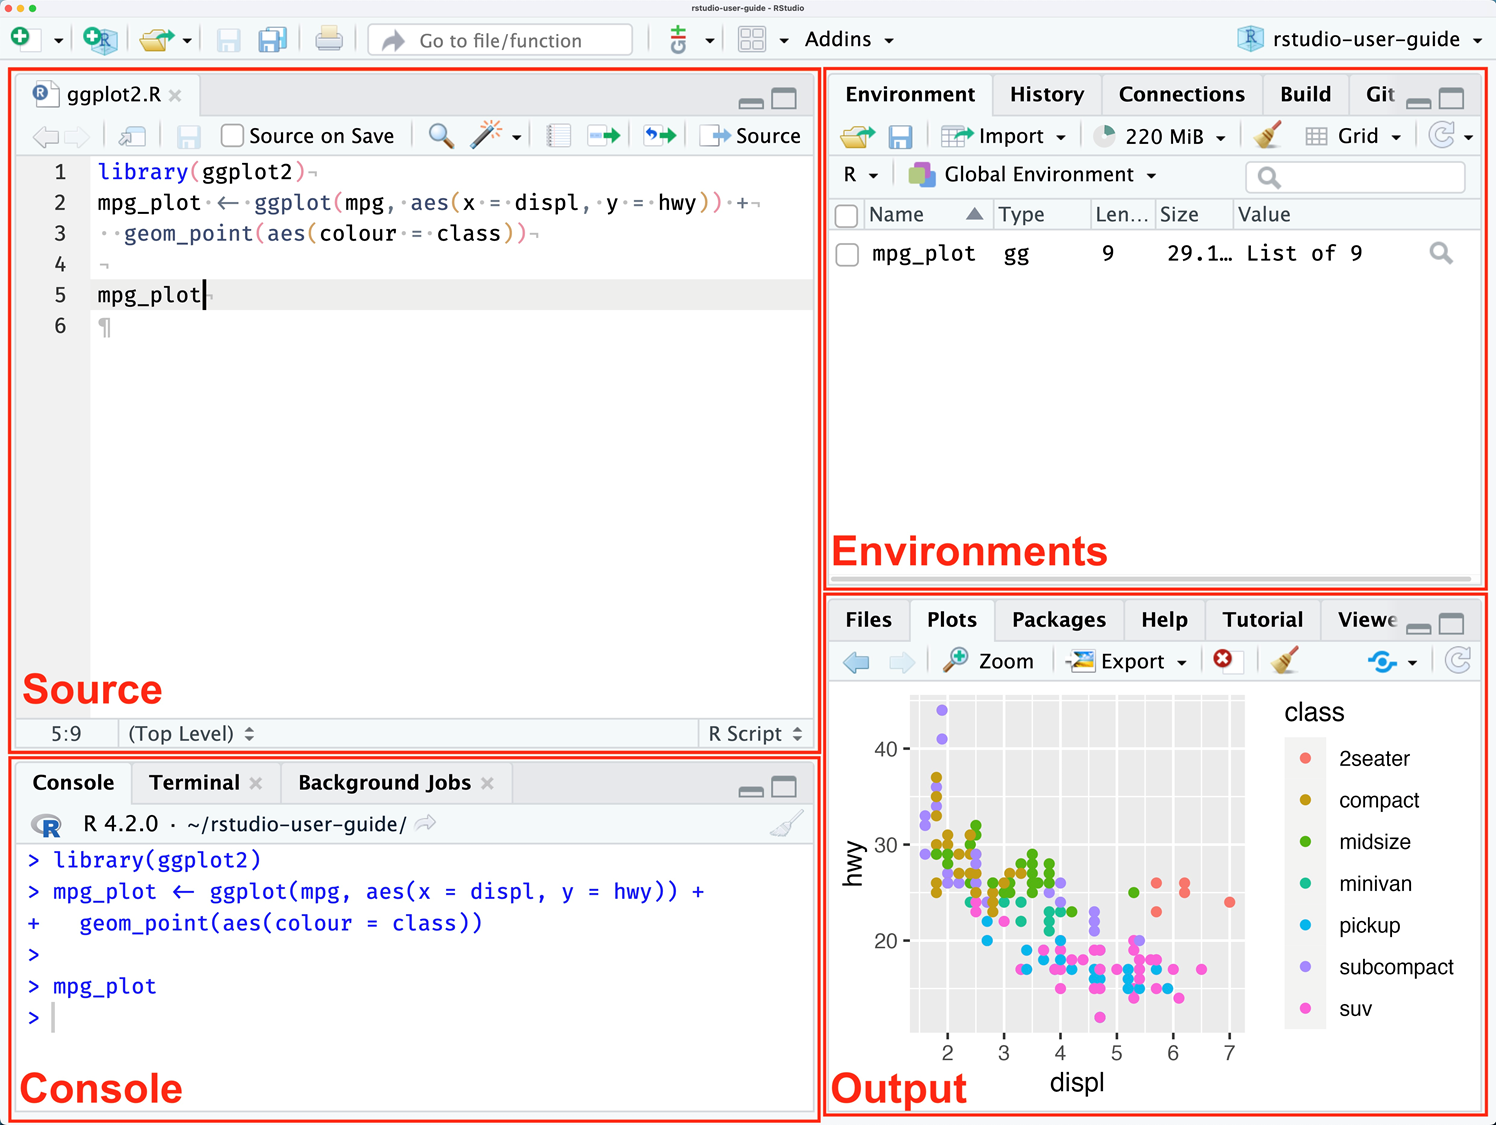 rstudio-user-guide - RStudio
Go to file/function
Git
Addins
R
rstudio-user-guide
R ggplot2.R
Source on Save
Source
1 library(ggplot2)¬
2 mpg_plot·<-·ggplot(mpg,·aes(x·=·displ,·y·=·hwy))·+¬
3 ··geom_point(aes(colour·=·class))¬
4 ¬
5 mpg_plot¬
6 ¶
Source
5:9 (Top Level) R Script
Console Terminal Background Jobs
R R 4.2.0 · ~/rstudio-user-guide/
> library(ggplot2)
> mpg_plot <- ggplot(mpg, aes(x = displ, y = hwy)) +
+   geom_point(aes(colour = class))
>
> mpg_plot
>
Console
Environment History Connections Build Git
Import 220 MiB Grid
R Global Environment
Name Type Len... Size Value
mpg_plot gg 9 29.1... List of 9
Environments
Files Plots Packages Help Tutorial Viewe
Zoom Export
hwy
40
30
20
2 3 4 5 6 7
displ
class
2seater
compact
midsize
minivan
pickup
subcompact
suv
Output